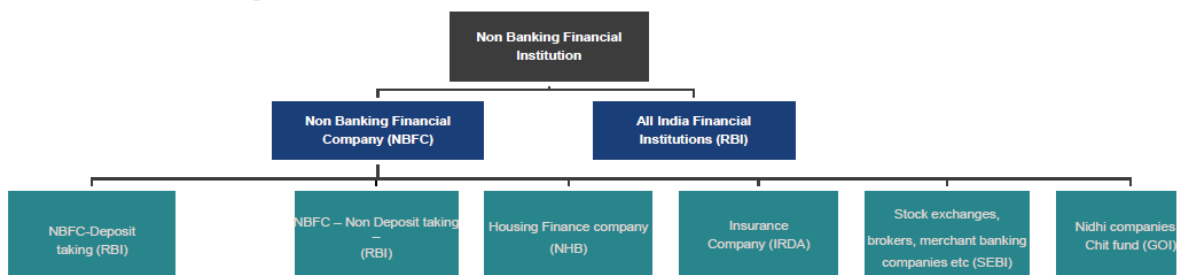 Non Banking Financial
Institution
Non Banking Financial
Company (NBFC)
All India Financial
Institutions (RBI)
NBFC-Deposit
taking (RBI)
NBFC – Non Deposit taking
–
(RBI)
Housing Finance company
(NHB)
Insurance
Company (IRDA)
Stock exchanges,
brokers, merchant banking
companies etc (SEBI)
Nidhi companies
Chit fund (GOI)